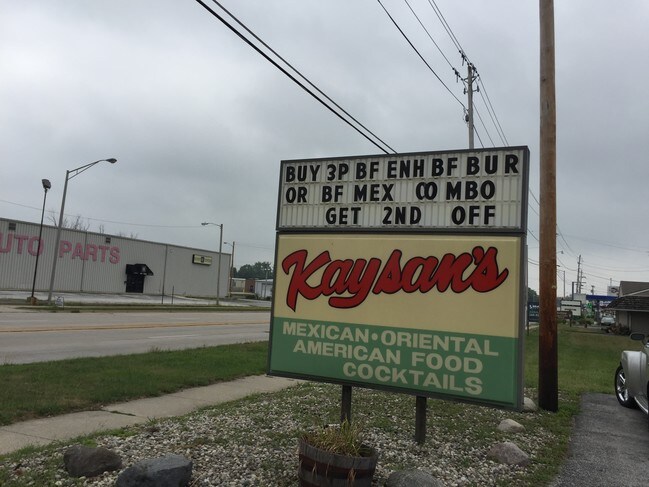 BUY 3P BF ENH BF BUR
OR BF MEX COMBO
GET 2ND OFF
Kaysan's
MEXICAN • ORIENTAL
AMERICAN FOOD
COCKTAILS
UTO PARTS